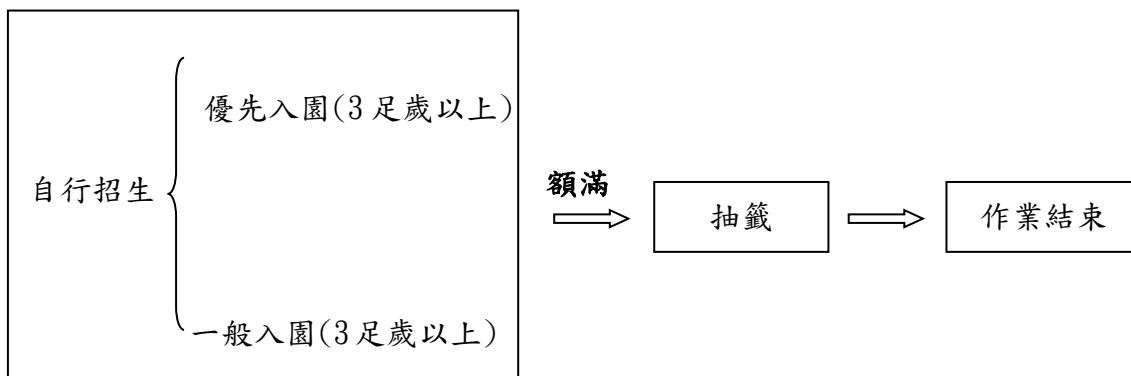 優先入園(3足歲以上)
自行招生
一般入園(3足歲以上)
額滿
抽籤
作業結束